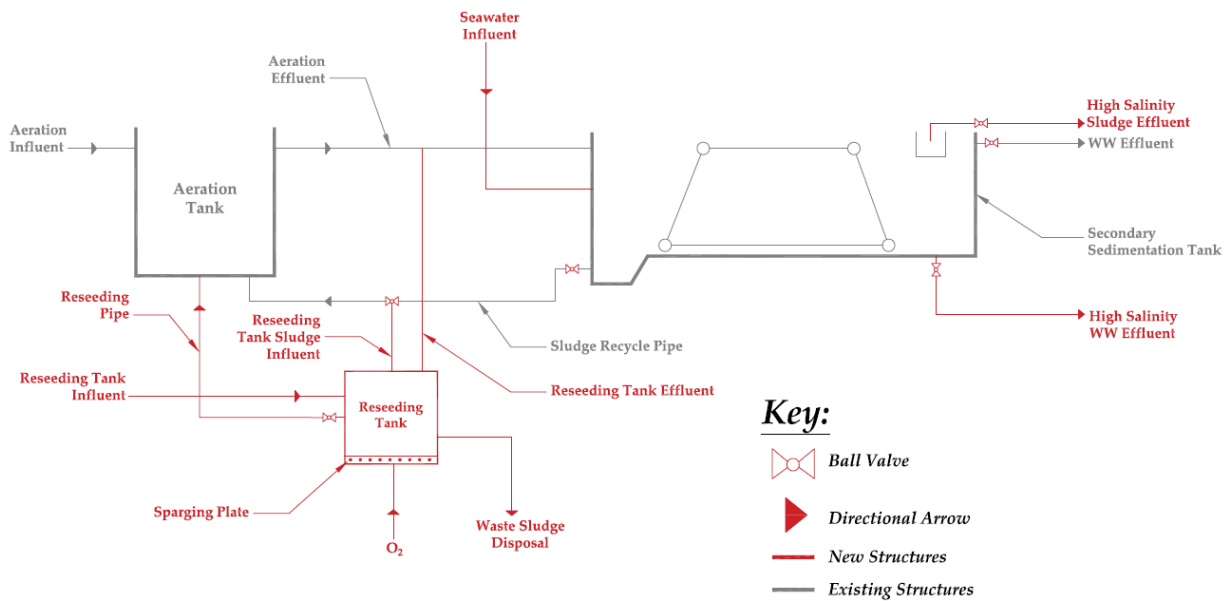 Seawater
Influent
Aeration
Effluent
Aeration
Influent
Aeration
Tank
High Salinity
Sludge Effluent
WW Effluent
Secondary
Sedimentation Tank
Reseeding
Pipe
Reseeding
Tank Sludge
Influent
Sludge Recycle Pipe
High Salinity
WW Effluent
Reseeding Tank
Influent
Reseeding
Tank
Reseeding Tank Effluent
Sparging Plate
O₂
Waste Sludge
Disposal
Key:
Ball Valve
Directional Arrow
New Structures
Existing Structures